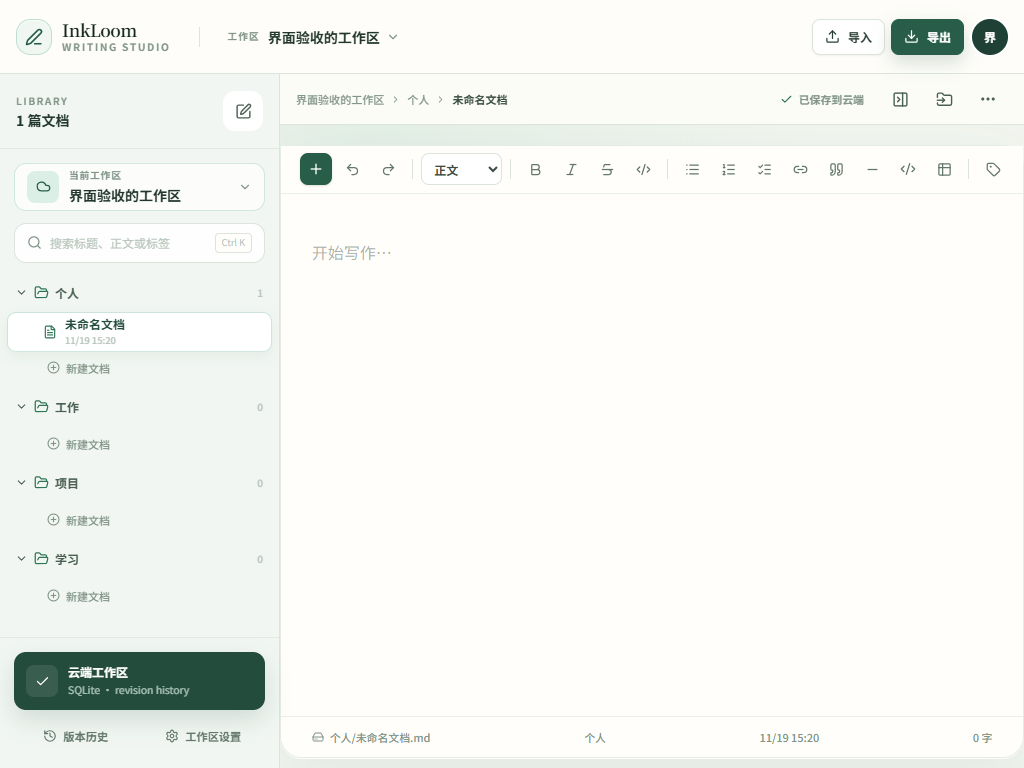 InkLoom
WRITING STUDIO
工作区 界面验收的工作区
导入
导出
界
LIBRARY
1 篇文档
界面验收的工作区 › 个人 › 未命名文档
已保存到云端
当前工作区
界面验收的工作区
搜索标题、正文或标签 Ctrl K
正文
开始写作…
个人 1
未命名文档
11/19 15:20
新建文档
工作 0
新建文档
项目 0
新建文档
学习 0
新建文档
云端工作区
SQLite · revision history
版本历史 工作区设置
个人/未命名文档.md 个人 11/19 15:20 0 字